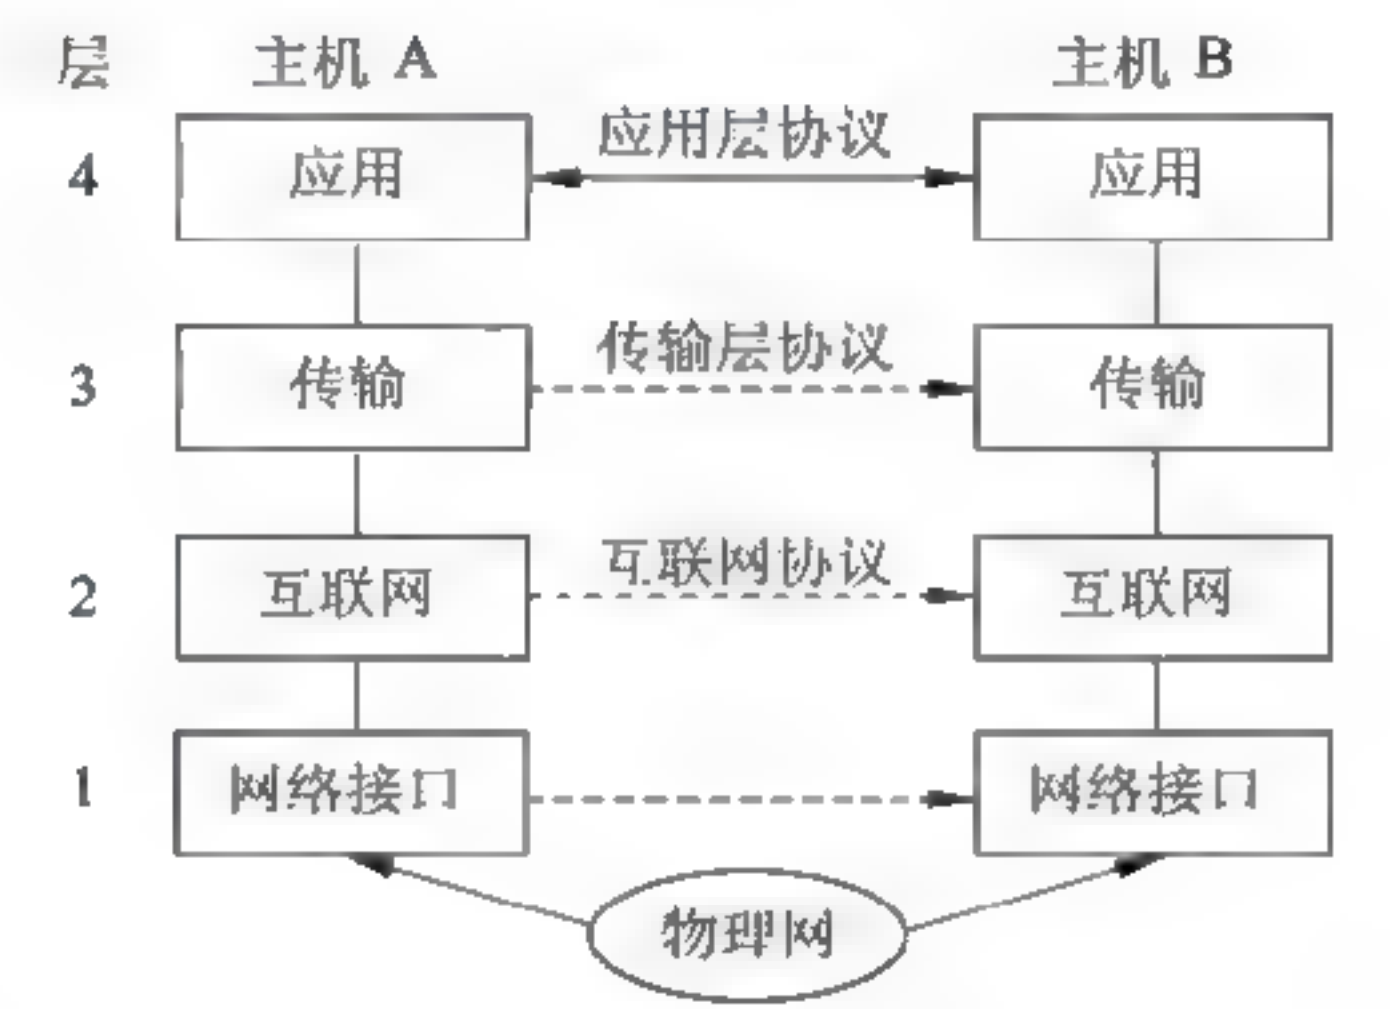 层 主机 A 主机 B
应用层协议
4 应用 应用
传输层协议
3 传输 传输
互联网协议
2 互联网 互联网
1 网络接口 网络接口
物理网